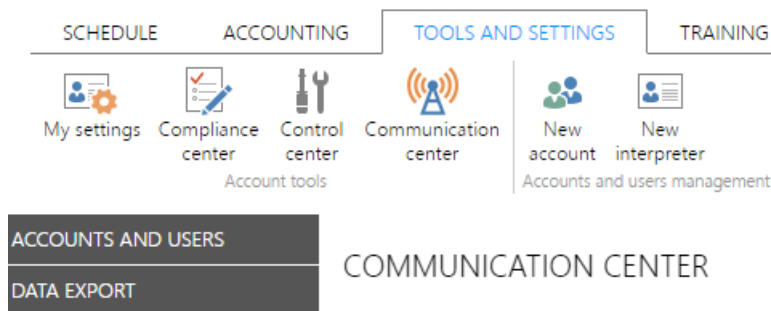 SCHEDULE ACCOUNTING TOOLS AND SETTINGS TRAINING
My settings Compliance Control Communication New New
center center center account interpreter
Account tools Accounts and users management
ACCOUNTS AND USERS
COMMUNICATION CENTER
DATA EXPORT